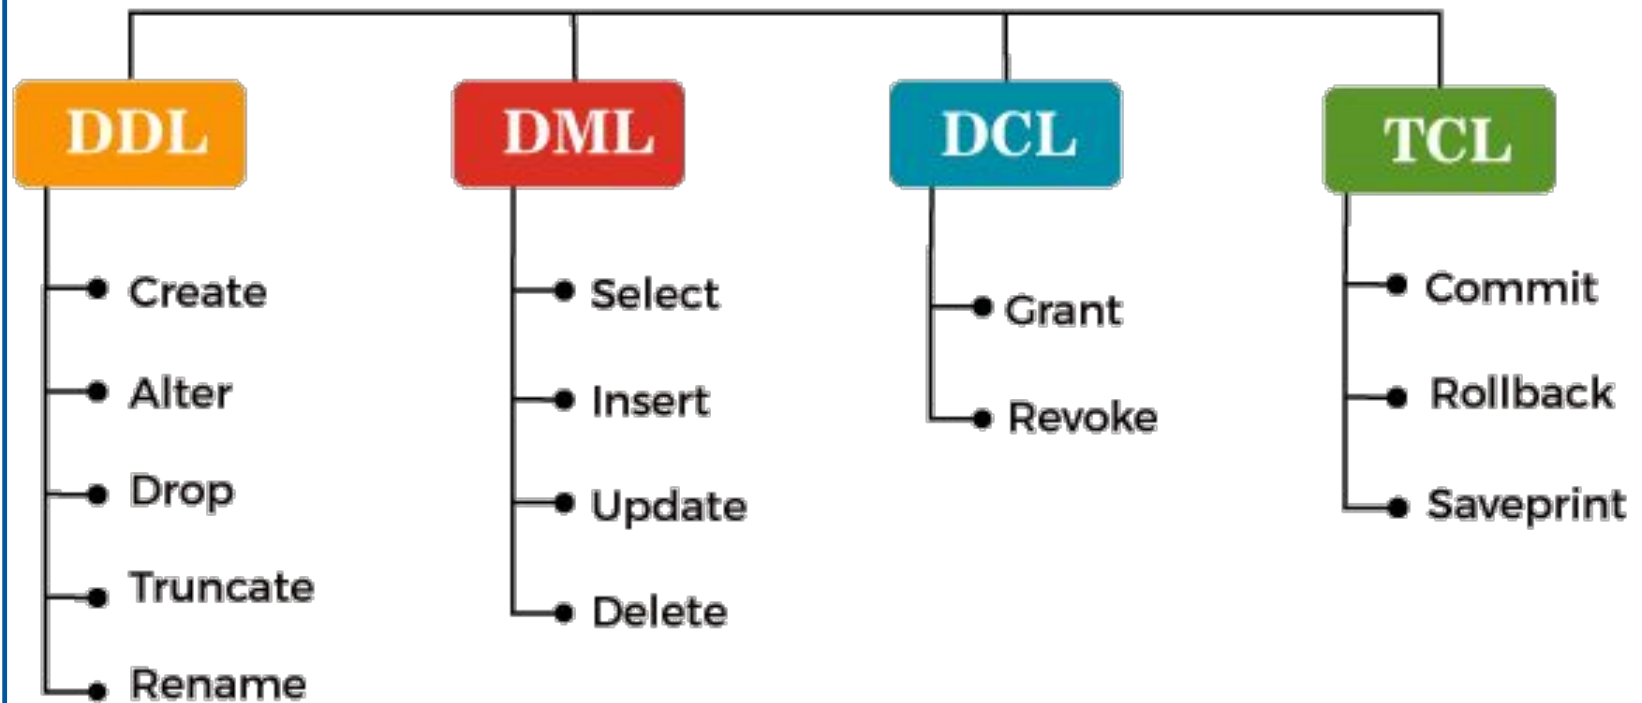 DDL
DML
DCL
TCL
Create
Alter
Drop
Truncate
Rename
Select
Insert
Update
Delete
Grant
Revoke
Commit
Rollback
Saveprint